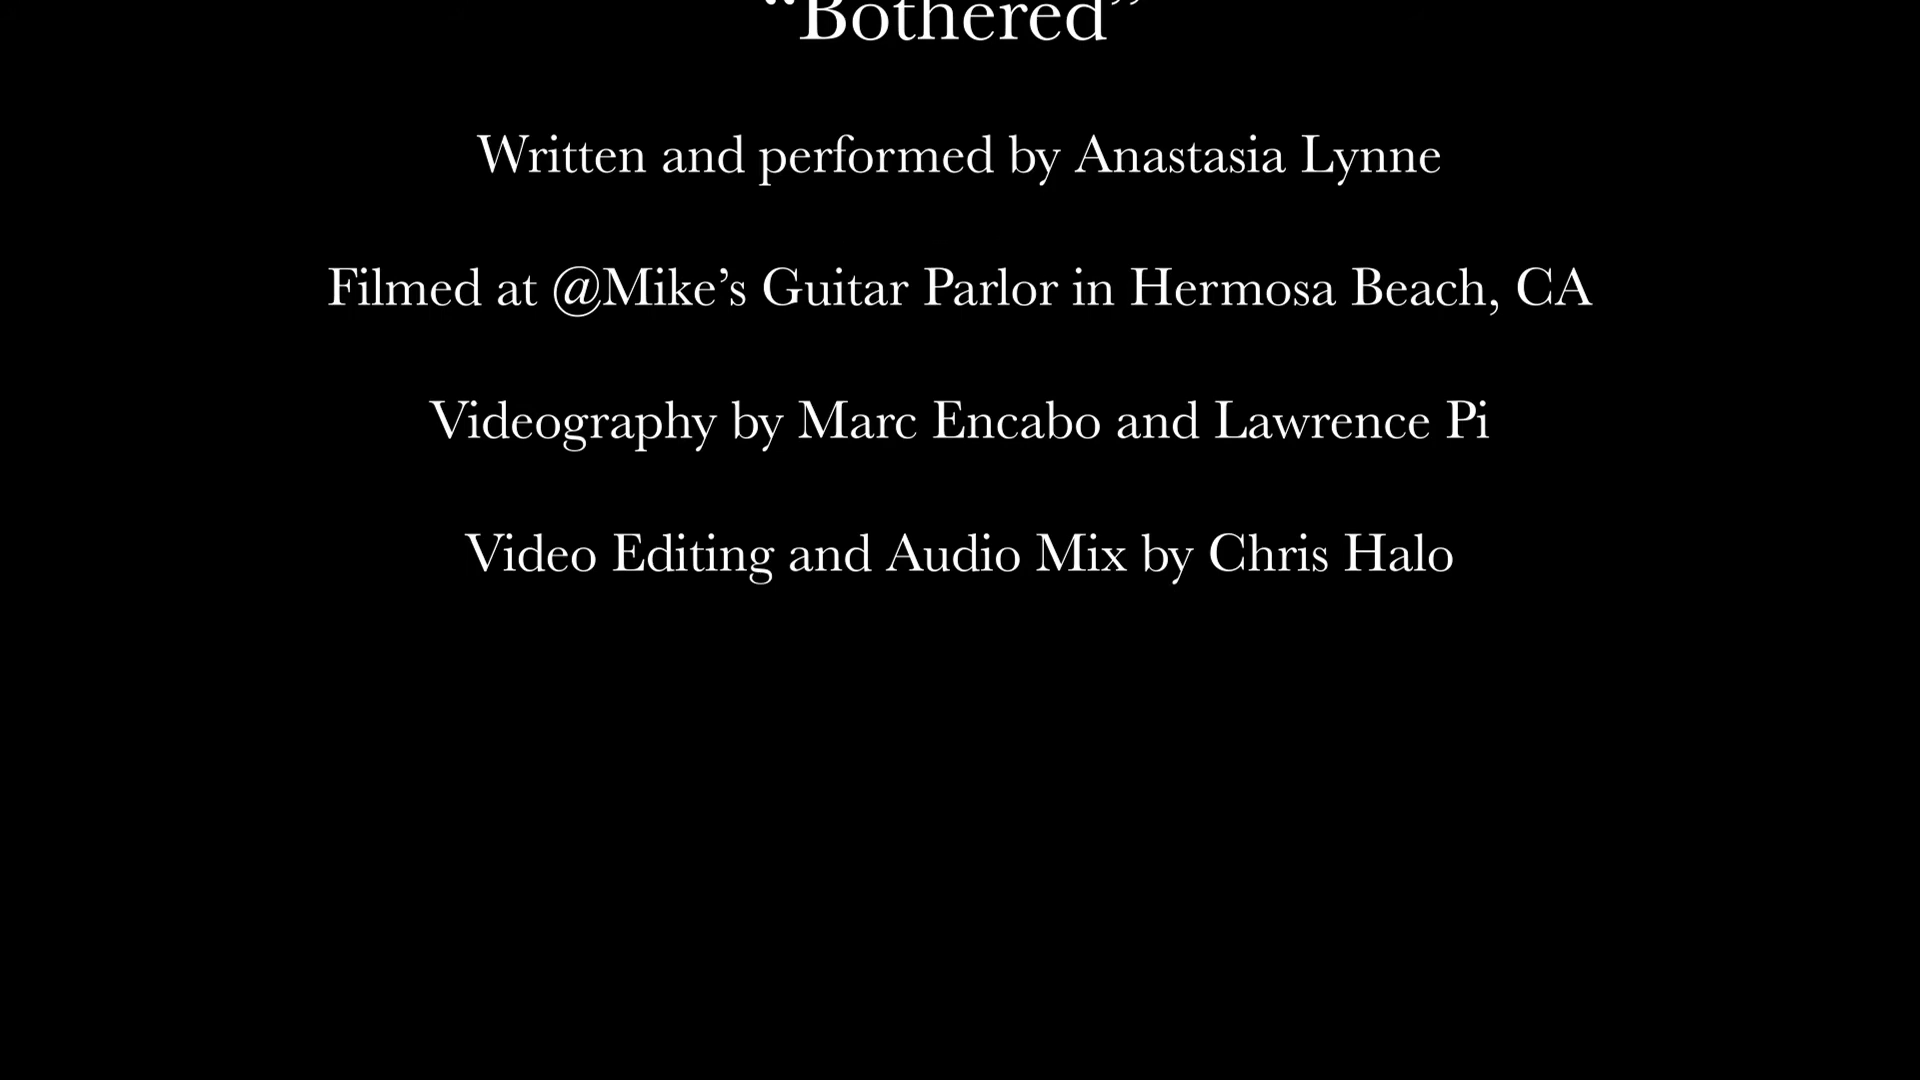 “Bothered”
Written and performed by Anastasia Lynne
Filmed at @Mike’s Guitar Parlor in Hermosa Beach, CA
Videography by Marc Encabo and Lawrence Pi
Video Editing and Audio Mix by Chris Halo